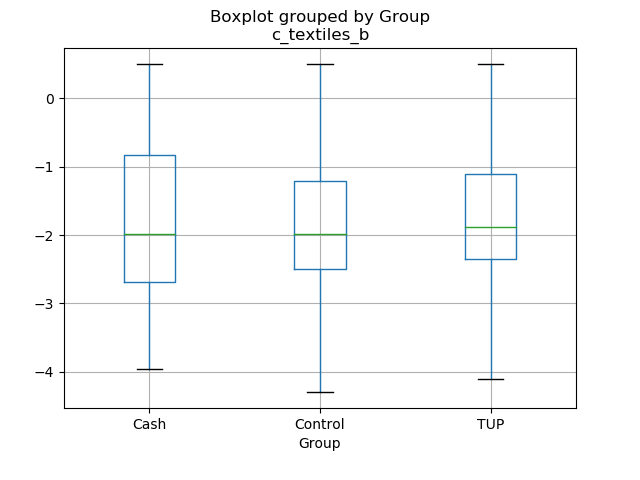 Boxplot grouped by Group
c_textiles_b
0
−1
−2
−3
−4
Cash Control TUP
Group